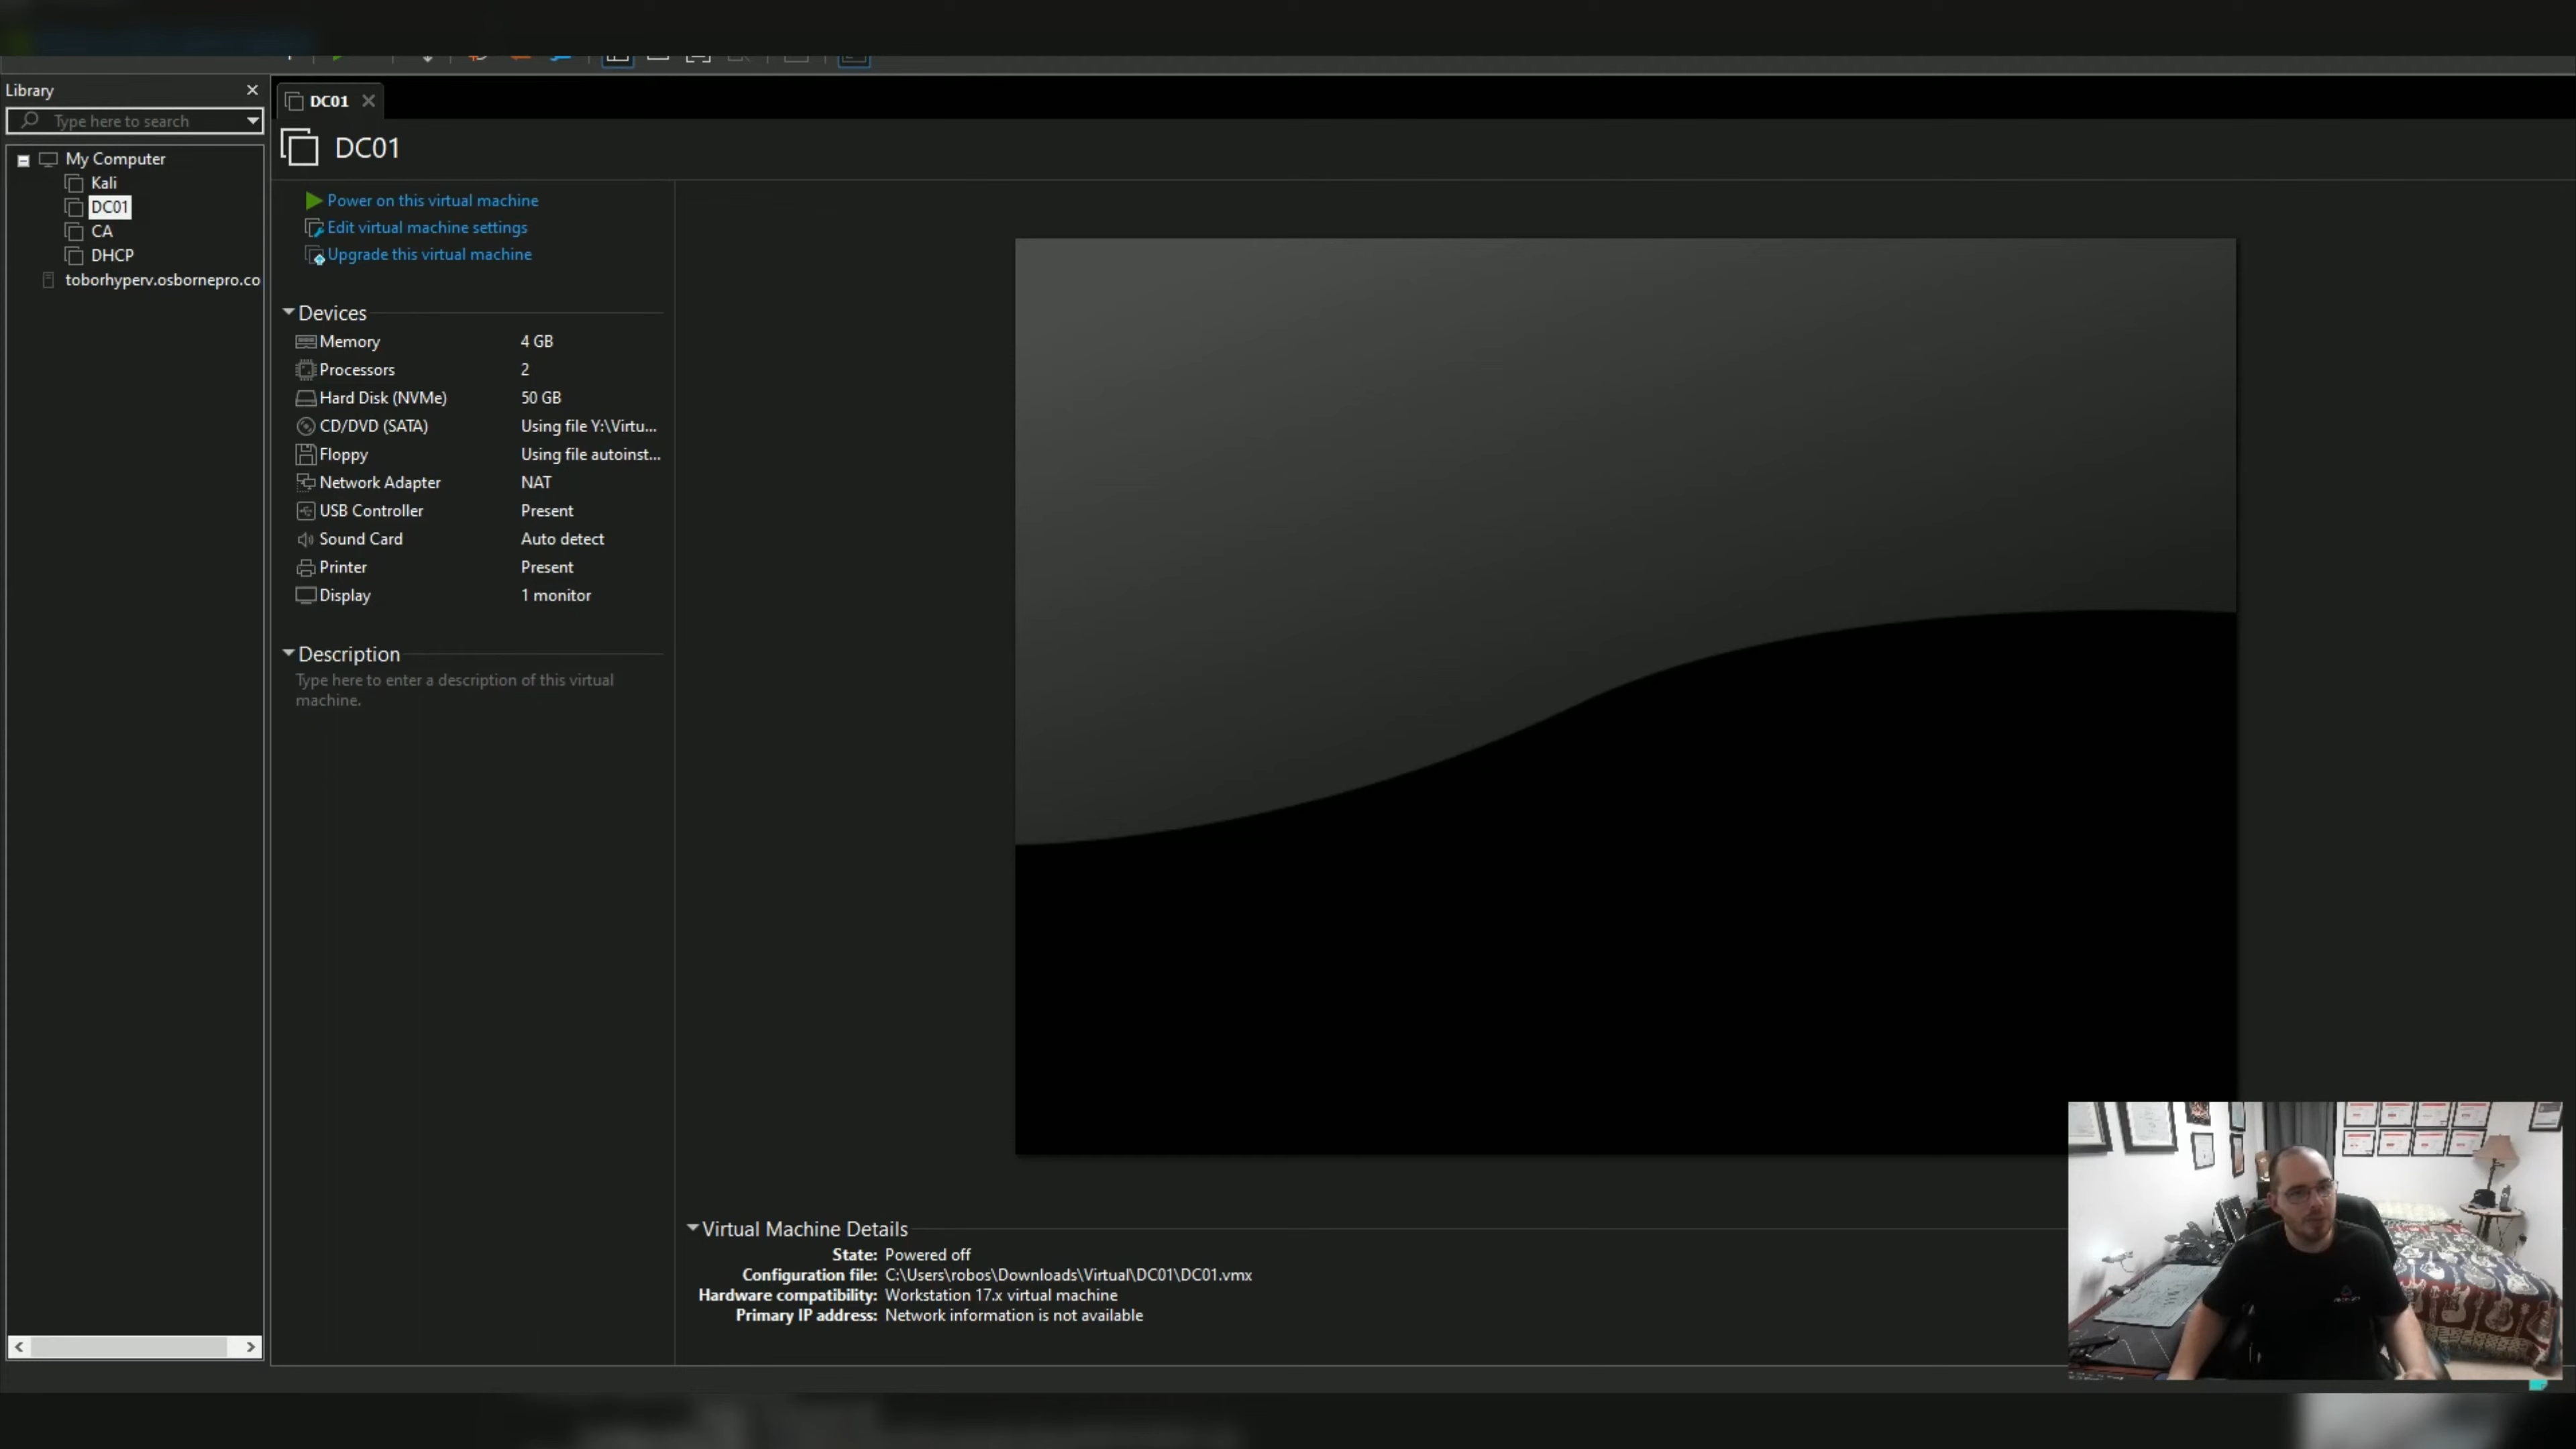 Library
DC01
Type here to search
DC01
My Computer
Kali
DC01
CA
DHCP
toborhyperv.osbornepro.co
Power on this virtual machine
Edit virtual machine settings
Upgrade this virtual machine
Devices
Memory 4 GB
Processors 2
Hard Disk (NVMe) 50 GB
CD/DVD (SATA) Using file Y:\Virtu...
Floppy Using file autoinst...
Network Adapter NAT
USB Controller Present
Sound Card Auto detect
Printer Present
Display 1 monitor
Description
Type here to enter a description of this virtual
machine.
Virtual Machine Details
State: Powered off
Configuration file: C:\Users\robos\Downloads\Virtual\DC01\DC01.vmx
Hardware compatibility: Workstation 17.x virtual machine
Primary IP address: Network information is not available